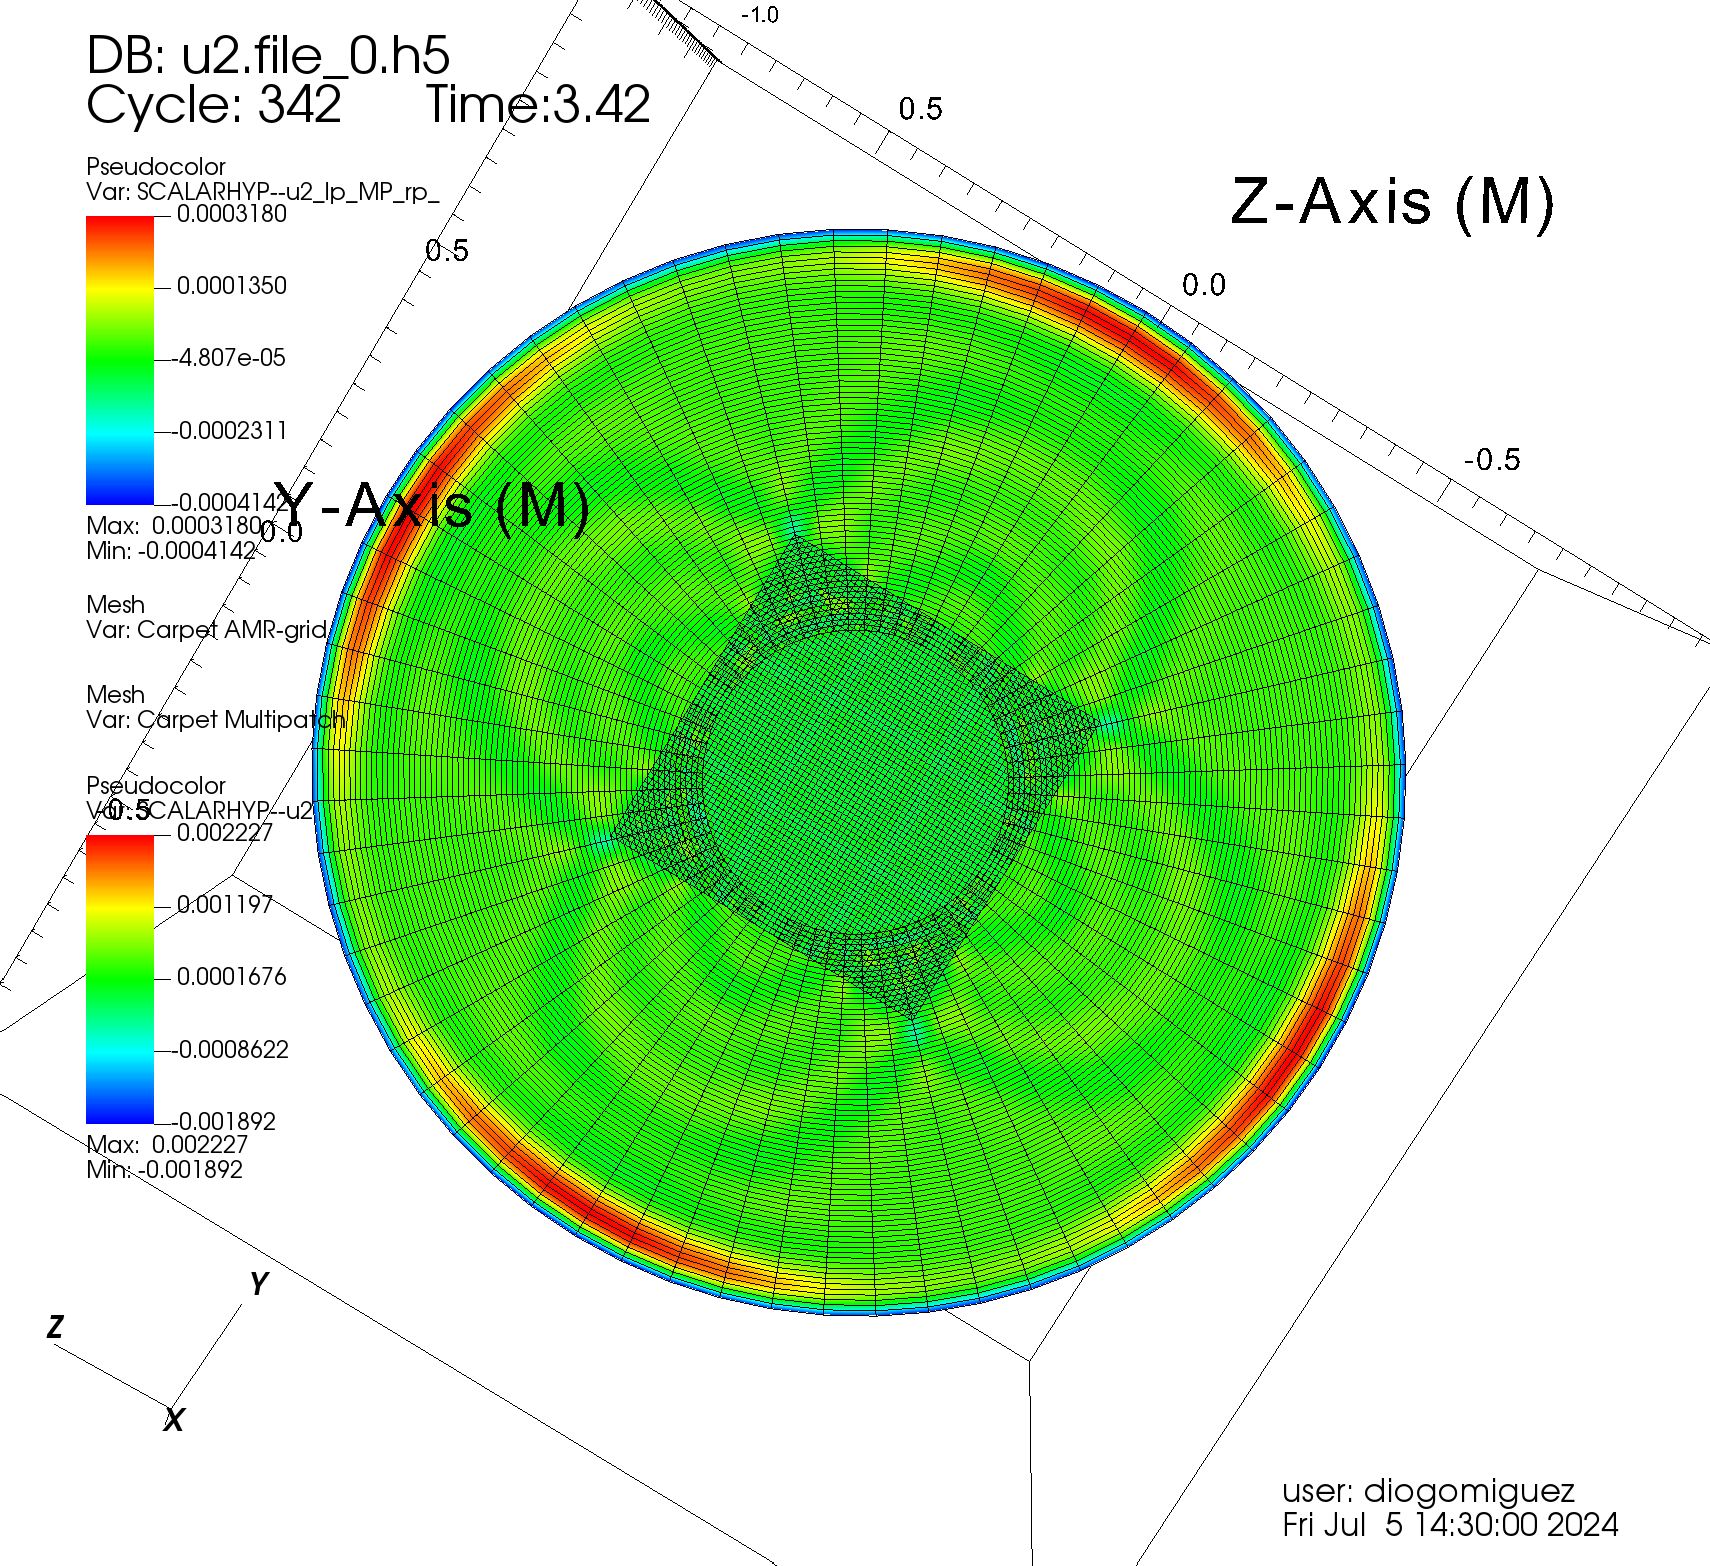 DB: u2.file_0.h5
Cycle: 342 Time:3.42
Pseudocolor
Var: SCALARHYP--u2_lp_MP_rp_
0.0003180
0.0001350
-4.807e-05
-0.0002311
-0.0004142
Max: 0.0003180
Min: -0.0004142
Mesh
Var: Carpet AMR-grid
Mesh
Var: Carpet Multipatch
Pseudocolor
Var: SCALARHYP--u2
0.002227
0.001197
0.0001676
-0.0008622
-0.001892
Max: 0.002227
Min: -0.001892
Y-Axis (M)
0.5
0.0
-0.5
Z-Axis (M)
-1.0
0.5
0.0
-0.5
Y
Z
X
user: diogomiguez
Fri Jul 5 14:30:00 2024